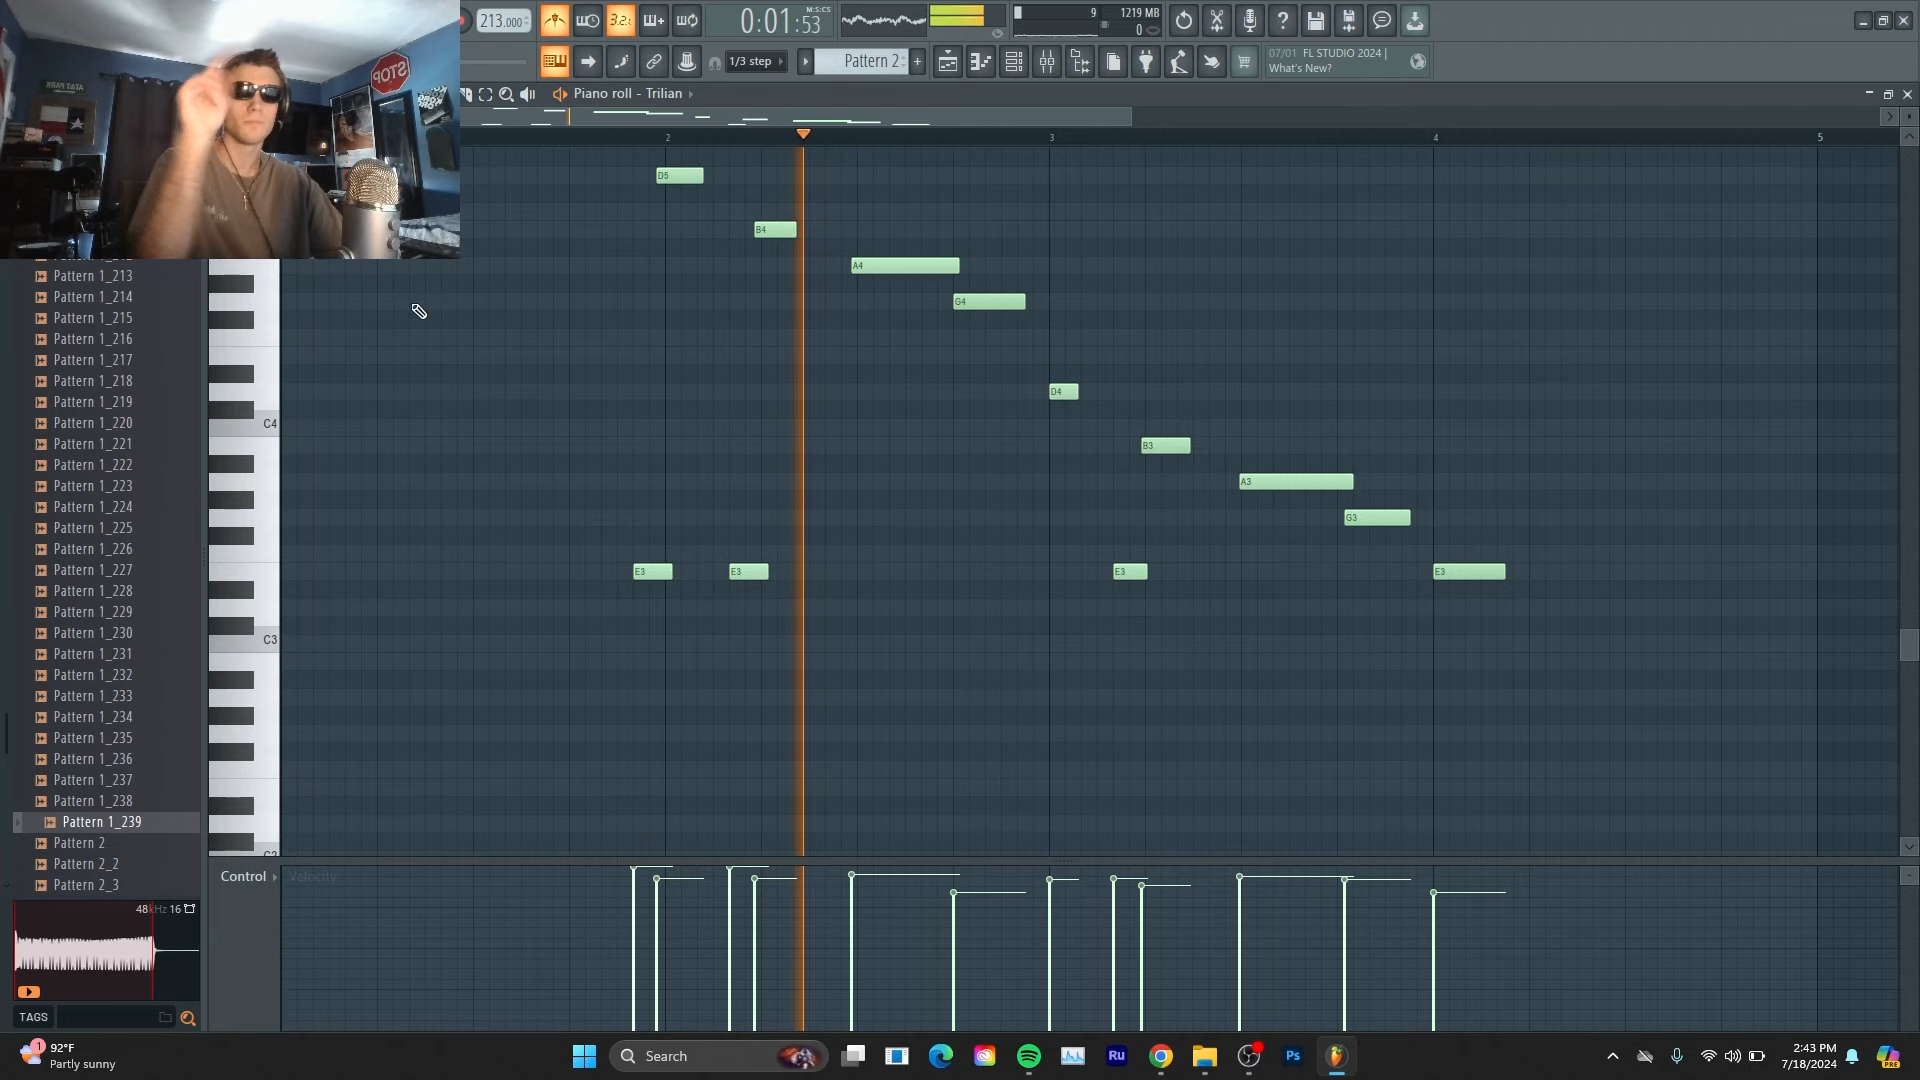 213.000
3.2.:
0:01:53
M:S:CS
9
1219 MB
0
1/3 step
Pattern 2
+
07/01 FL STUDIO 2024 |
What's New?
STOP
Piano roll - Trilian
2
3
4
5
D5
B4
A4
G4
D4
B3
A3
G3
E3
E3
E3
E3
C4
C3
C2
Pattern 1_213
Pattern 1_214
Pattern 1_215
Pattern 1_216
Pattern 1_217
Pattern 1_218
Pattern 1_219
Pattern 1_220
Pattern 1_221
Pattern 1_222
Pattern 1_223
Pattern 1_224
Pattern 1_225
Pattern 1_226
Pattern 1_227
Pattern 1_228
Pattern 1_229
Pattern 1_230
Pattern 1_231
Pattern 1_232
Pattern 1_233
Pattern 1_234
Pattern 1_235
Pattern 1_236
Pattern 1_237
Pattern 1_238
Pattern 1_239
Pattern 2
Pattern 2_2
Pattern 2_3
Control
Velocity
48kHz 16
TAGS
1
92°F
Partly sunny
Search
Ru
Ps
2:43 PM
7/18/2024
PRE